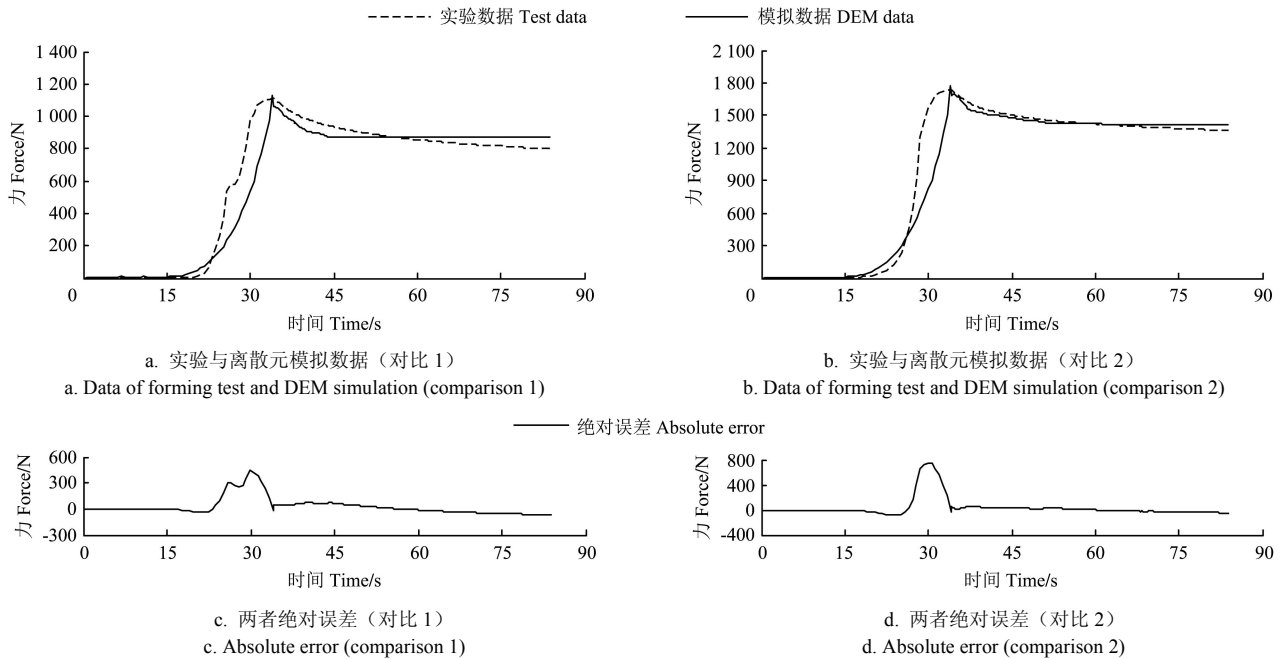 实验数据 Test data
模拟数据 DEM data
1 400
1 200
1 000
800
600
400
200
0
15
30
45
60
75
90
力 Force/N
时间 Time/s
a. 实验与离散元模拟数据（对比 1）
a. Data of forming test and DEM simulation (comparison 1)
2 100
1 800
1 500
1 200
900
600
300
0
15
30
45
60
75
90
力 Force/N
时间 Time/s
b. 实验与离散元模拟数据（对比 2）
b. Data of forming test and DEM simulation (comparison 2)
绝对误差 Absolute error
600
300
0
-300
0
15
30
45
60
75
90
力 Force/N
时间 Time/s
c. 两者绝对误差（对比 1）
c. Absolute error (comparison 1)
800
400
0
-400
0
15
30
45
60
75
90
力 Force/N
时间 Time/s
d. 两者绝对误差（对比 2）
d. Absolute error (comparison 2)